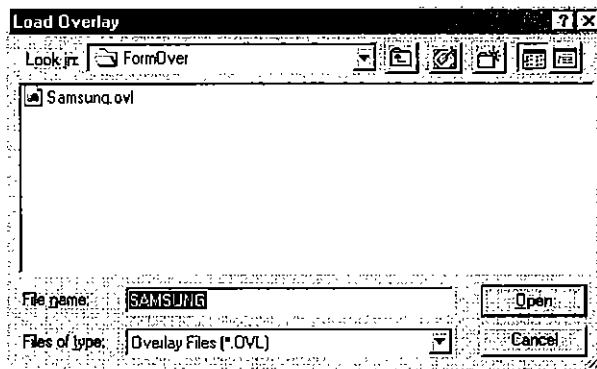 Load Overlay
Look in: FormOver
Samsung.ovl
File name: SAMSUNG Open
Files of type: Overlay Files (*.OVL) Cancel